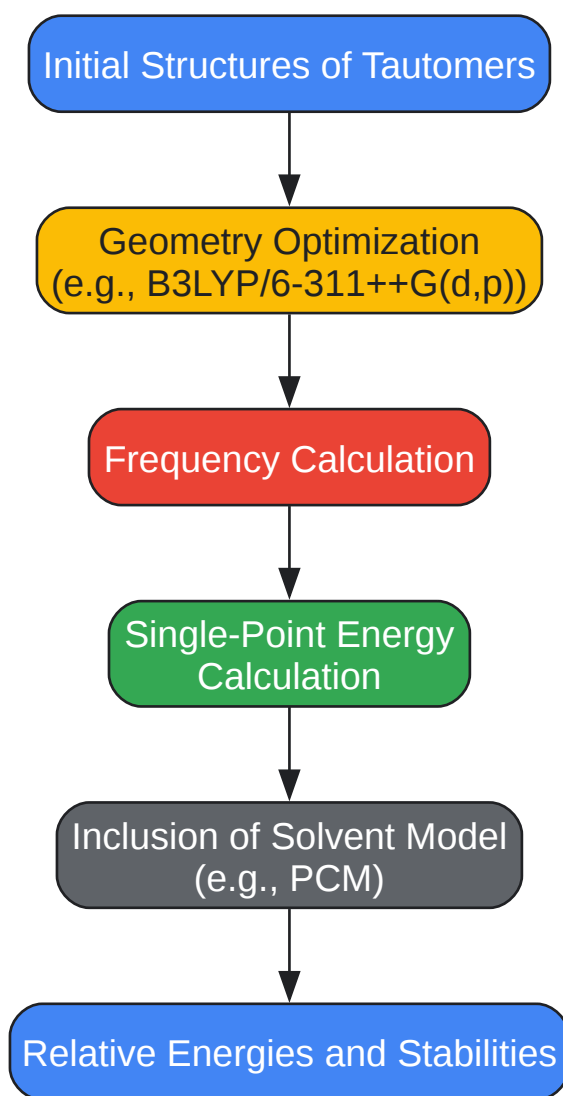 Initial Structures of Tautomers
Geometry Optimization
(e.g., B3LYP/6-311++G(d,p))
Frequency Calculation
Single-Point Energy
Calculation
Inclusion of Solvent Model
(e.g., PCM)
Relative Energies and Stabilities